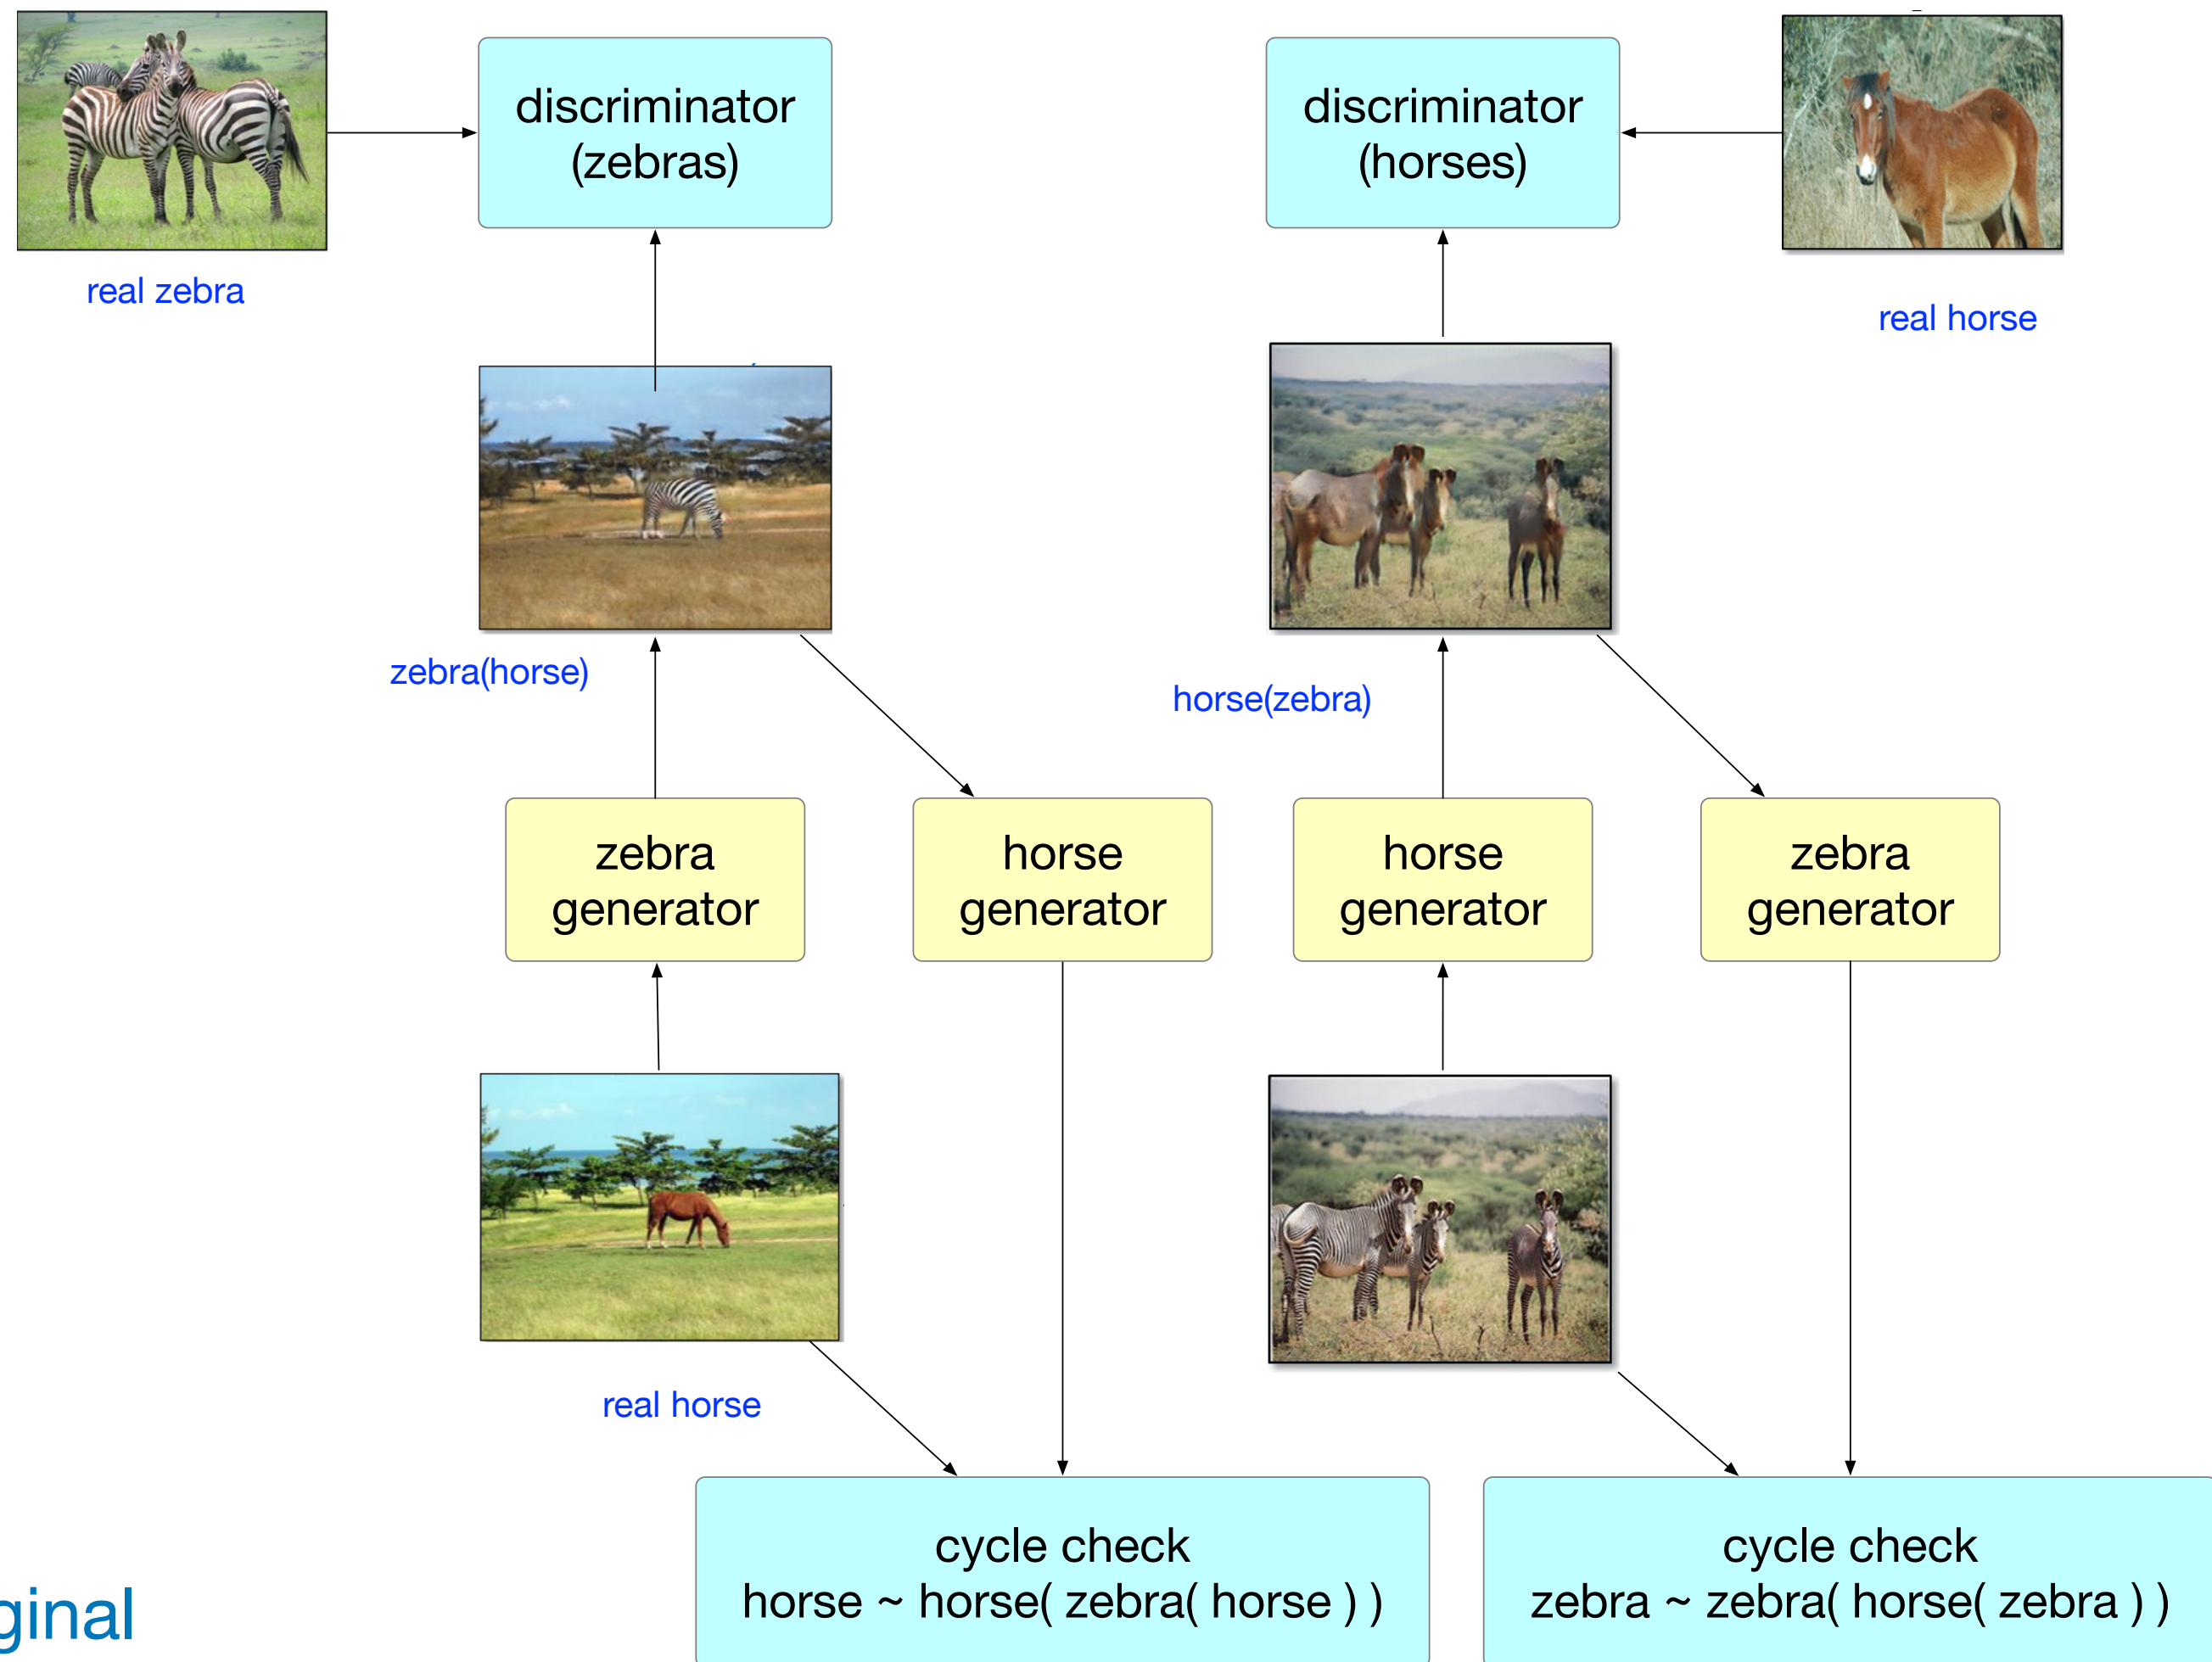 discriminator
(zebras)
discriminator
(horses)
real zebra
real horse
zebra(horse)
horse(zebra)
zebra
generator
horse
generator
horse
generator
zebra
generator
real horse
cycle check
horse ~ horse( zebra( horse ) )
cycle check
zebra ~ zebra( horse( zebra ) )
ginal